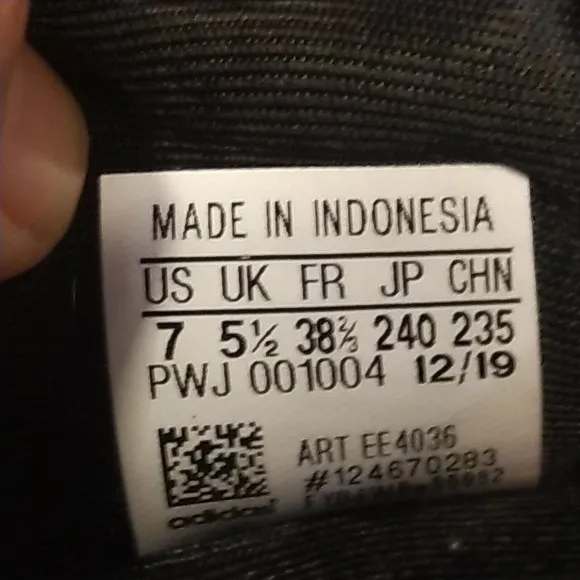 MADE IN INDONESIA
US UK FR JP CHN
7 5½ 38⅔ 240 235
PWJ 001004 12/19
ART EE4036
#124670283
adidas